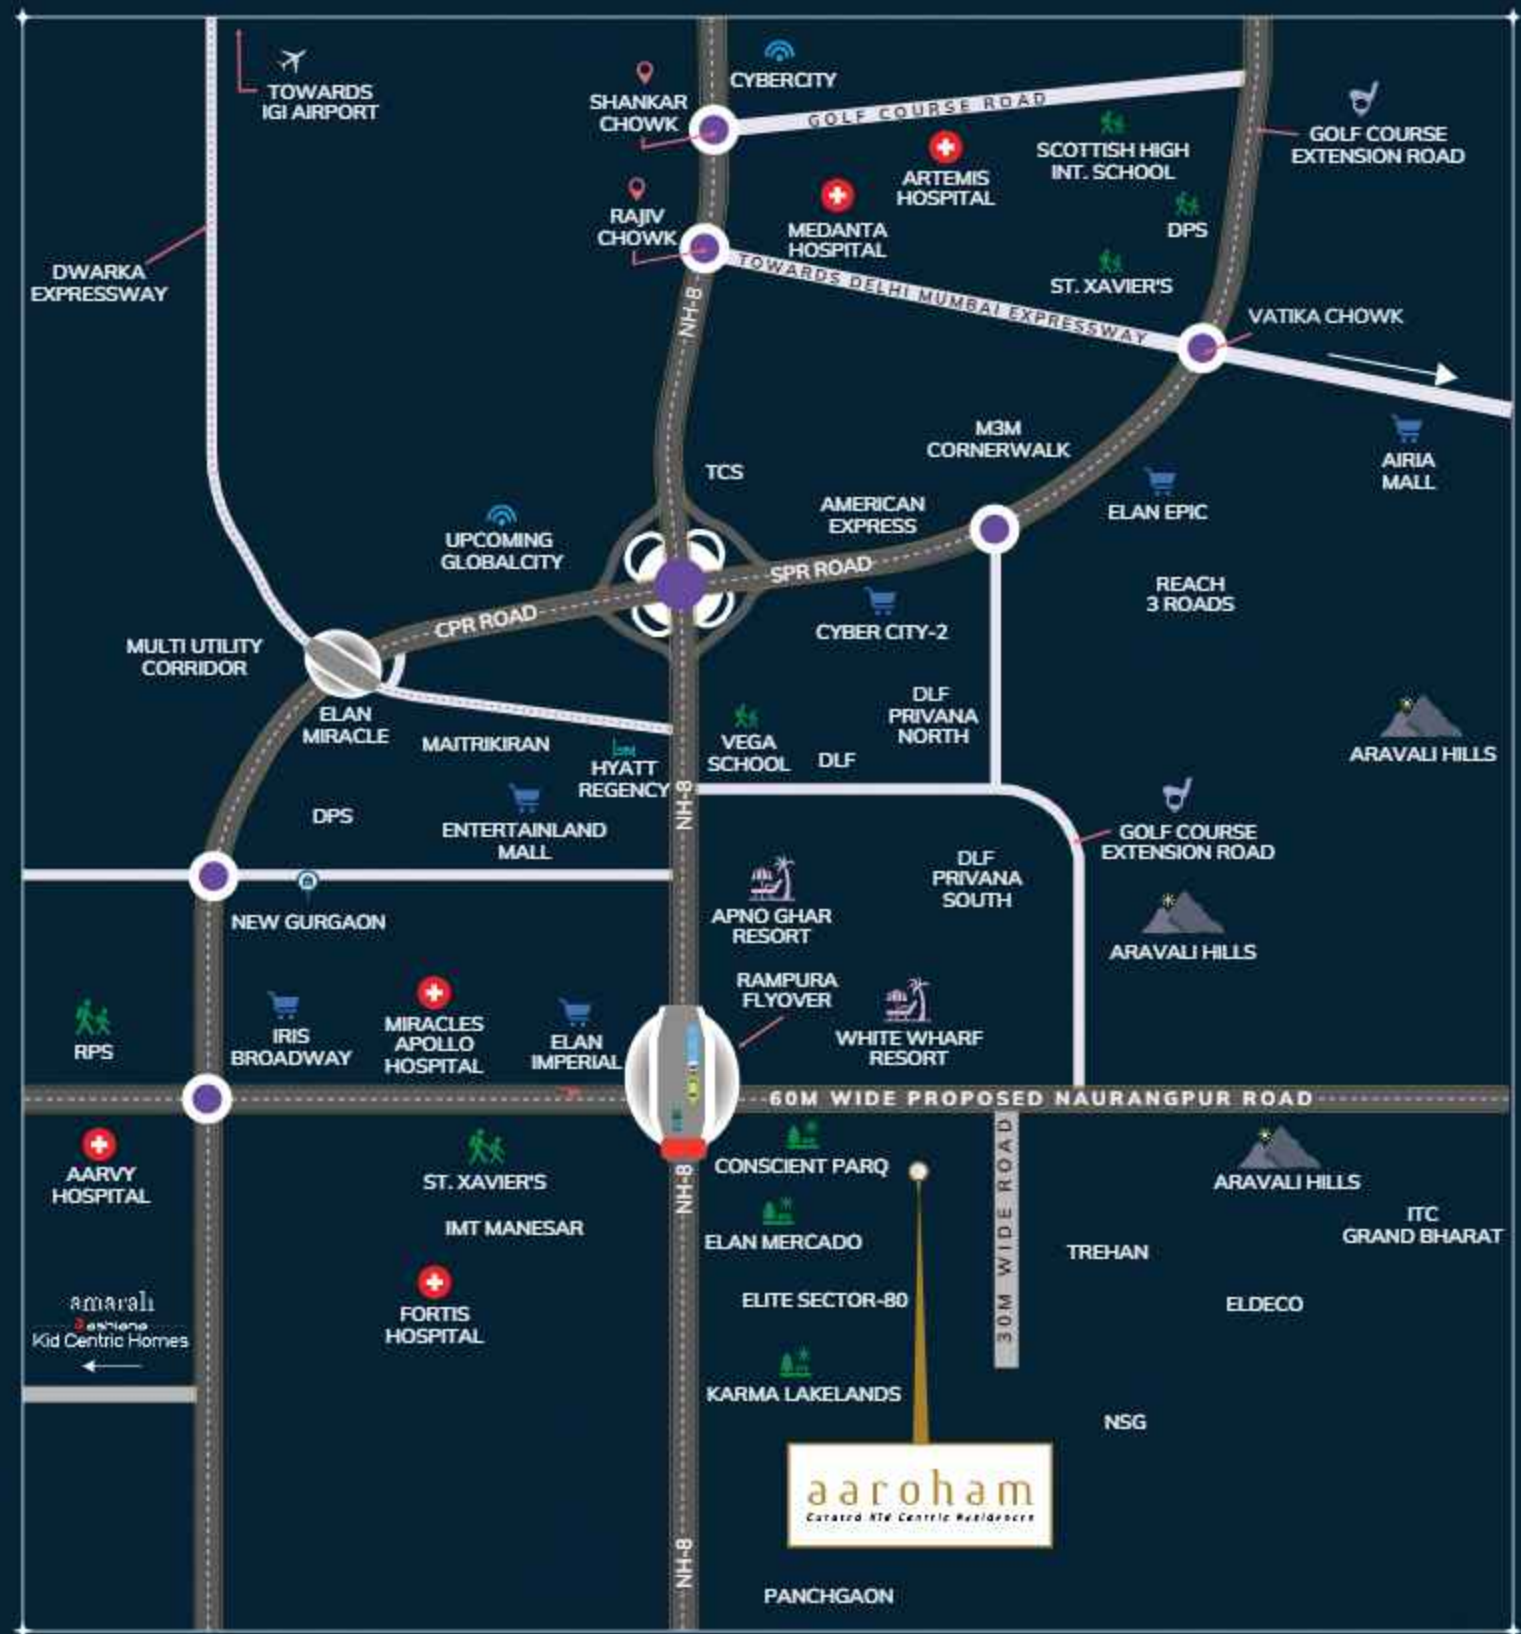 TOWARDS
IGI AIRPORT
SHANKAR
CHOWK
CYBERCITY
GOLF COURSE ROAD
GOLF COURSE
EXTENSION ROAD
SCOTTISH HIGH
INT. SCHOOL
ARTEMIS
HOSPITAL
MEDANTA
HOSPITAL
DPS
RAJIV
CHOWK
DWARKA
EXPRESSWAY
ST. XAVIER'S
TOWARDS DELHI MUMBAI EXPRESSWAY
VATIKA CHOWK
NH-8
M3M
CORNERWALK
AIRIA
MALL
TCS
AMERICAN
EXPRESS
ELAN EPIC
UPCOMING
GLOBALCITY
SPR ROAD
REACH
3 ROADS
CPR ROAD
CYBER CITY-2
MULTI UTILITY
CORRIDOR
ELAN
MIRACLE
MAITRIKIRAN
HYATT
REGENCY
VEGA
SCHOOL
DLF
DLF
PRIVANA
NORTH
ARAVALI HILLS
DPS
ENTERTAINLAND
MALL
NH-8
GOLF COURSE
EXTENSION ROAD
DLF
PRIVANA
SOUTH
NEW GURGAON
APNO GHAR
RESORT
ARAVALI HILLS
RAMPURA
FLYOVER
RPS
IRIS
BROADWAY
MIRACLES
APOLLO
HOSPITAL
ELAN
IMPERIAL
WHITE WHARF
RESORT
60M WIDE PROPOSED NAURANGPUR ROAD
AARVY
HOSPITAL
ST. XAVIER'S
IMT MANESAR
NH-8
CONSCIENT PARQ
30M WIDE ROAD
ARAVALI HILLS
ITC
GRAND BHARAT
ELAN MERCADO
TREHAN
FORTIS
HOSPITAL
ELITE SECTOR-80
ELDECO
amarah
ashiana
Kid Centric Homes
KARMA LAKELANDS
NSG
aaroham
Curated Kid Centric Residences
NH-8
PANCHGAON